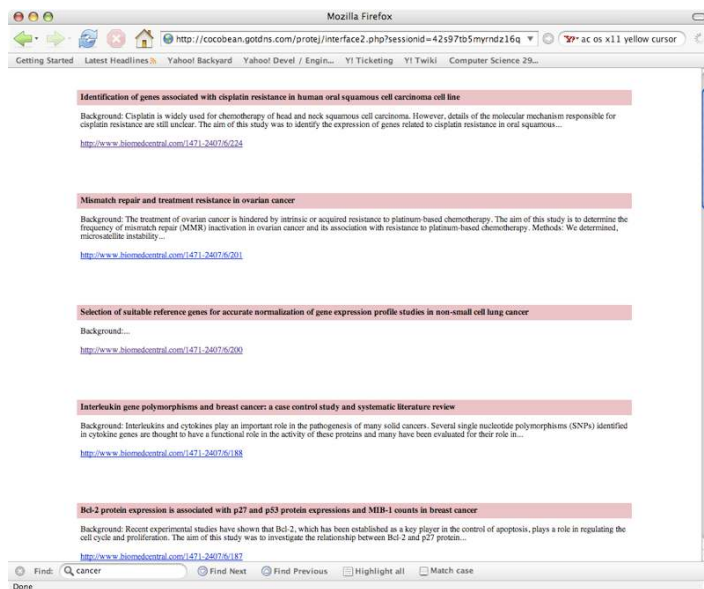 Mozilla Firefox
http://cocobean.gotdns.com/protej/interface2.php?sessionid=42s97tb5myrndz16q
ac os x11 yellow cursor
Getting Started Latest Headlines Yahoo! Backyard Yahoo! Devel / Engin... Y! Ticketing Y! Twiki Computer Science 29...
Identification of genes associated with cisplatin resistance in human oral squamous cell carcinoma cell line
Background: Cisplatin is widely used for chemotherapy of head and neck squamous cell carcinoma. However, details of the molecular mechanism responsible for
cisplatin resistance are still unclear. The aim of this study was to identify the expression of genes related to cisplatin resistance in oral squamous...
http://www.biomedcentral.com/1471-2407/6/224
Mismatch repair and treatment resistance in ovarian cancer
Background: The treatment of ovarian cancer is hindered by intrinsic or acquired resistance to platinum-based chemotherapy. The aim of this study is to determine the
frequency of mismatch repair (MMR) inactivation in ovarian cancer and its association with resistance to platinum-based chemotherapy. Methods: We determined,
microsatellite instability...
http://www.biomedcentral.com/1471-2407/6/201
Selection of suitable reference genes for accurate normalization of gene expression profile studies in non-small cell lung cancer
Background:...
http://www.biomedcentral.com/1471-2407/6/200
Interleukin gene polymorphisms and breast cancer: a case control study and systematic literature review
Background: Interleukins and cytokines play an important role in the pathogenesis of many solid cancers. Several single nucleotide polymorphisms (SNPs) identified
in cytokine genes are thought to have a functional role in the activity of these proteins and many have been evaluated for their role in...
http://www.biomedcentral.com/1471-2407/6/188
Bcl-2 protein expression is associated with p27 and p53 protein expressions and MIB-1 counts in breast cancer
Background: Recent experimental studies have shown that Bcl-2, which has been established as a key player in the control of apoptosis, plays a role in regulating the
cell cycle and proliferation. The aim of this study was to investigate the relationship between Bcl-2 and p27 protein...
http://www.biomedcentral.com/1471-2407/6/187
Find: cancer Find Next Find Previous Highlight all Match case
Done